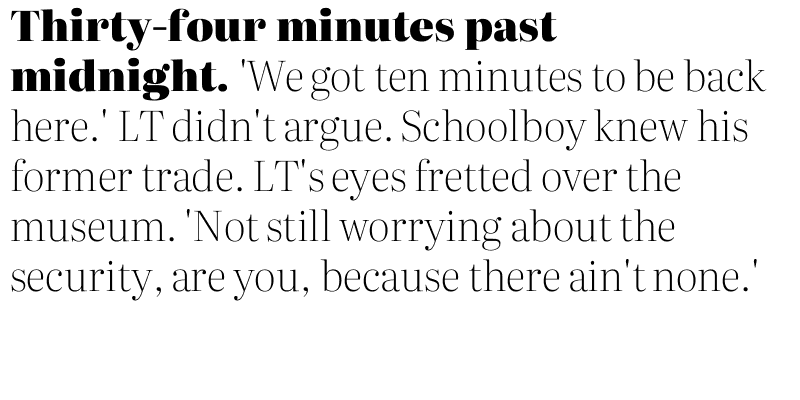 Thirty-four minutes past
midnight. 'We got ten minutes to be back
here.' LT didn't argue. Schoolboy knew his
former trade. LT's eyes fretted over the
museum. 'Not still worrying about the
security, are you, because there ain't none.'